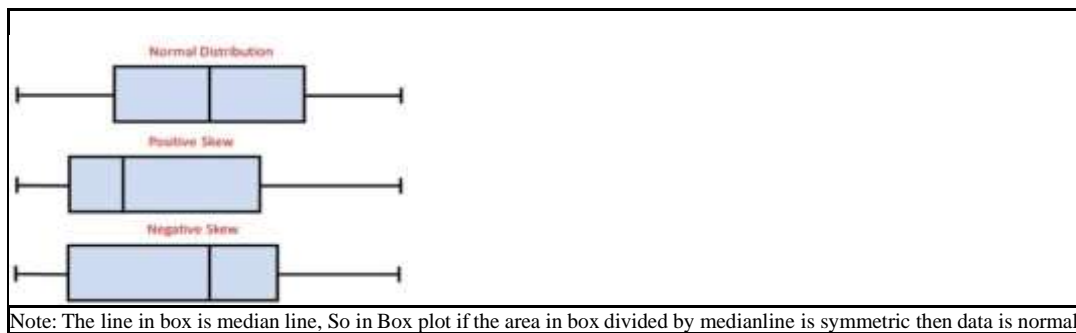 Normal Distribution
Positive Skew
Negative Skew
Note: The line in box is median line, So in Box plot if the area in box divided by medianline is symmetric then data is normal